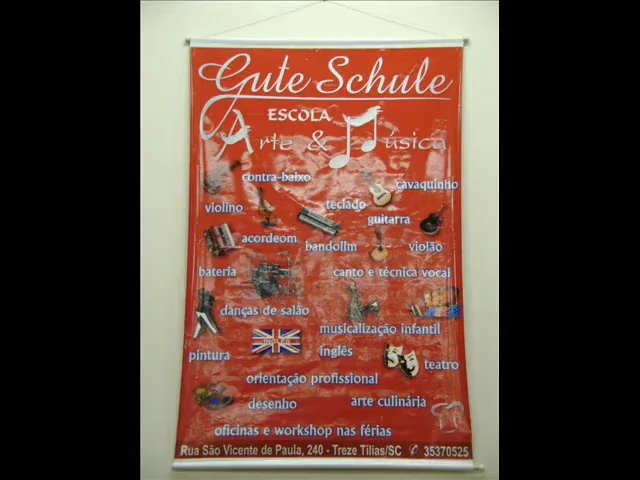 Gute Schule
ESCOLA
Arte & Música
contra-baixo
cavaquinho
violino
teclado
guitarra
acordeom
bandolim
violão
bateria
canto e técnica vocal
danças de salão
musicalização infantil
INGLÊS
pintura
inglês
teatro
orientação profissional
desenho
arte culinária
oficinas e workshop nas férias
Rua São Vicente de Paula, 240 - Treze Tílias/SC ✆ 35370525